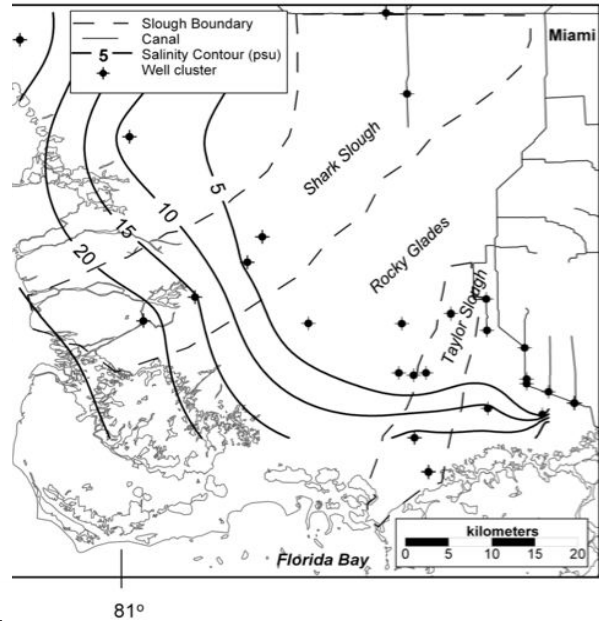 Slough Boundary
Canal
5 Salinity Contour (psu)
Well cluster
Miami
Shark Slough
5
10
15
20
Rocky Glades
Taylor Slough
kilometers
0 5 10 15 20
Florida Bay
81º